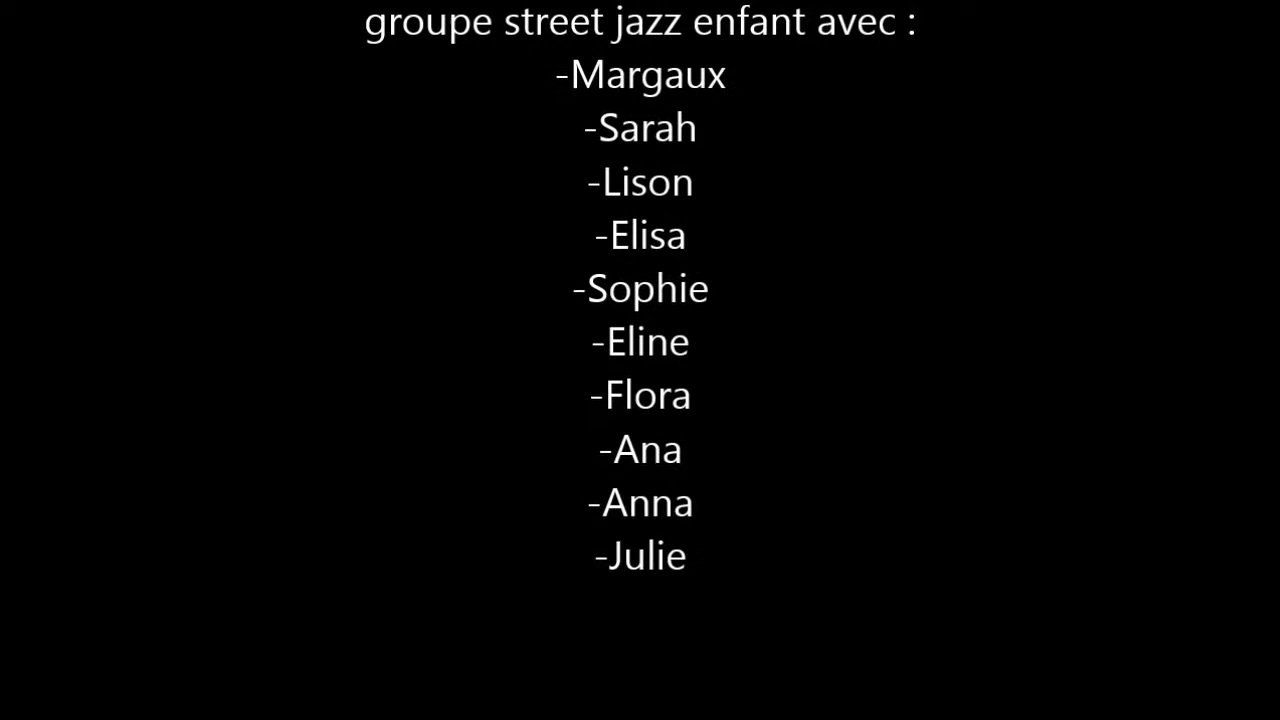 groupe street jazz enfant avec :
-Margaux
-Sarah
-Lison
-Elisa
-Sophie
-Eline
-Flora
-Ana
-Anna
-Julie